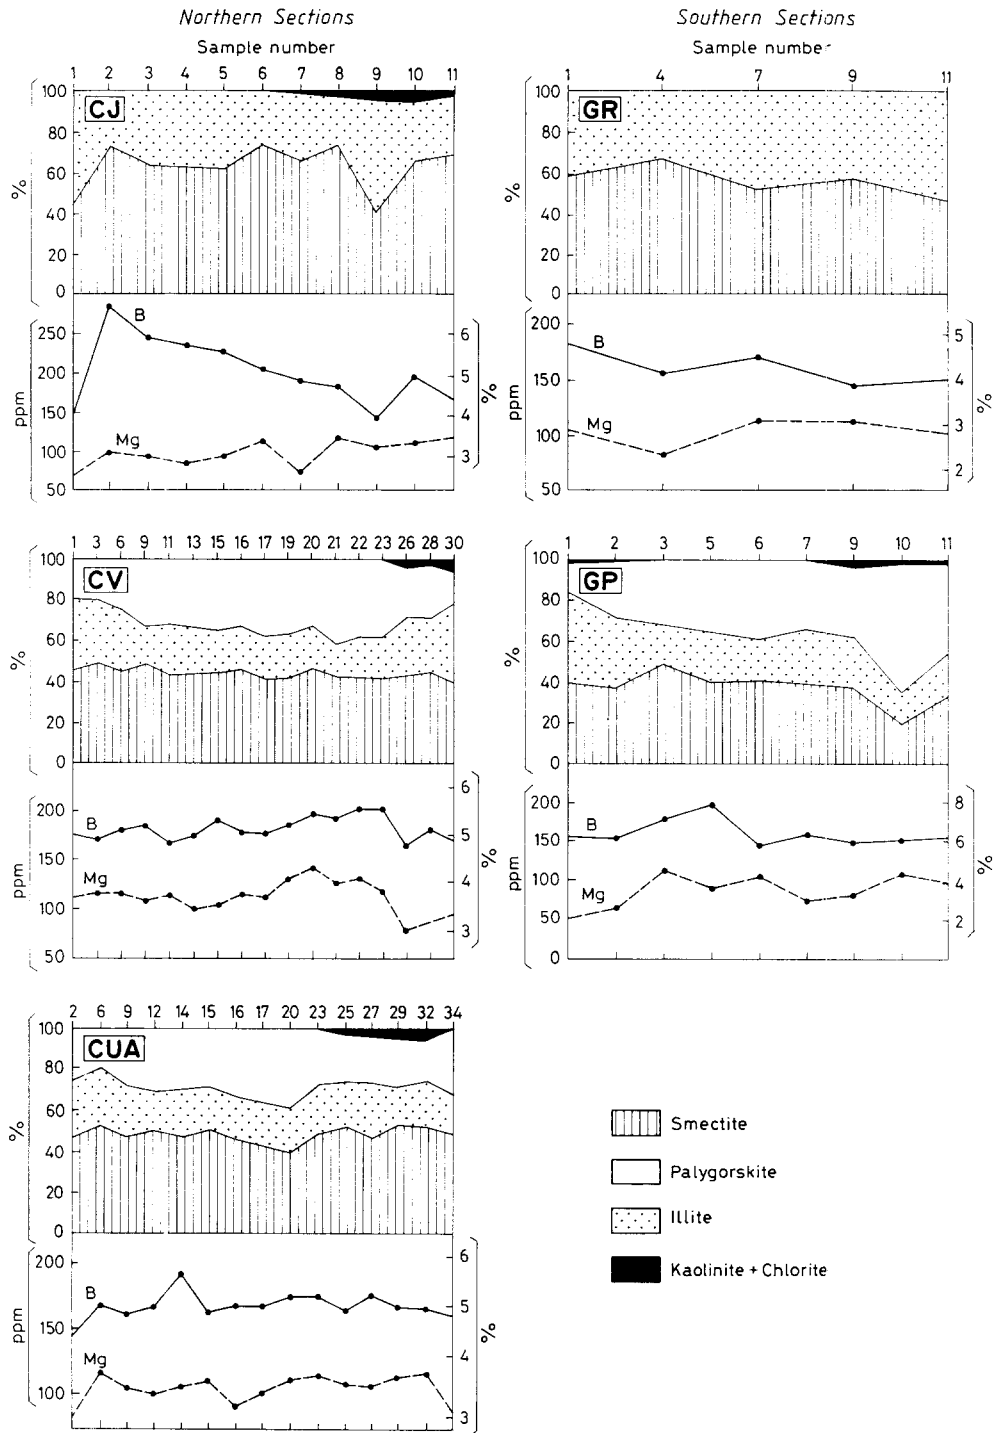 Northern Sections
Sample number
1 2 3 4 5 6 7 8 9 10 11
CJ
100
80
60
40
20
0
%
B
Mg
250
200
150
100
50
ppm
6
5
4
3
%
Southern Sections
Sample number
1 4 7 9 11
GR
100
80
60
40
20
0
%
B
Mg
200
150
100
50
ppm
5
4
3
2
%
1 3 6 9 11 13 15 16 17 19 20 21 22 23 26 28 30
CV
100
80
60
40
20
0
%
B
Mg
200
150
100
50
ppm
6
5
4
3
%
1 2 3 5 6 7 9 10 11
GP
100
80
60
40
20
0
%
B
Mg
200
150
100
50
0
ppm
8
6
4
2
%
2 6 9 12 14 15 16 17 20 23 25 27 29 32 34
CUA
100
80
60
40
20
0
%
B
Mg
200
150
100
ppm
6
5
4
3
%
Smectite
Palygorskite
Illite
Kaolinite + Chlorite